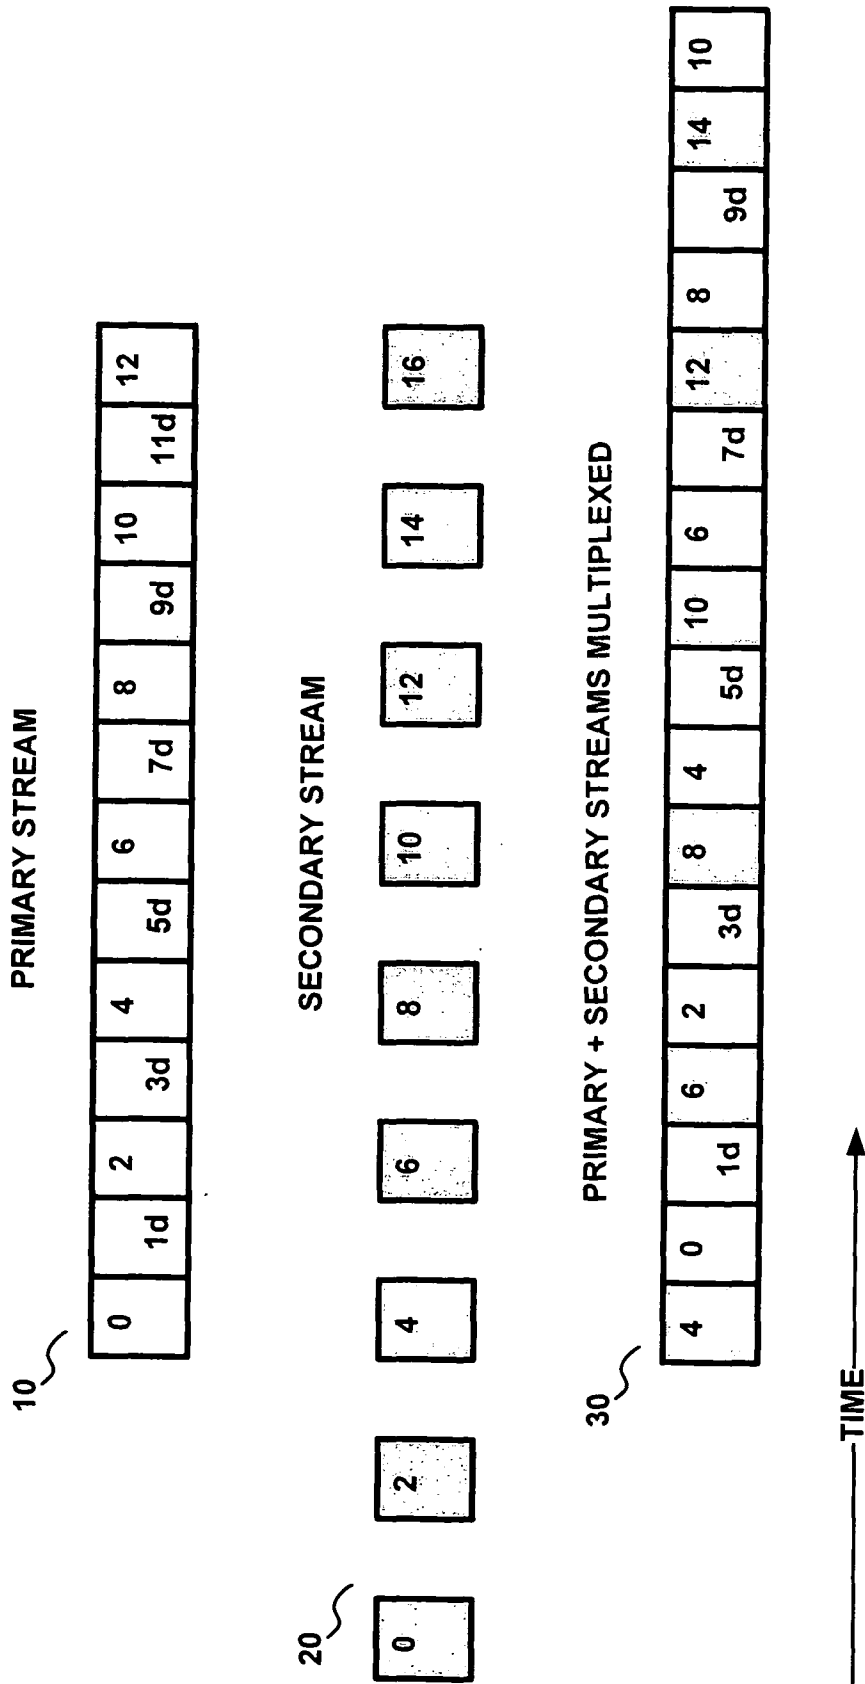 PRIMARY STREAM
10
0 1d 2 3d 4 5d 6 7d 8 9d 10 11d 12
SECONDARY STREAM
20
0 2 4 6 8 10 12 14 16
PRIMARY + SECONDARY STREAMS MULTIPLEXED
30
4 0 1d 6 2 3d 8 4 5d 10 6 7d 12 8 9d 14 10
TIME